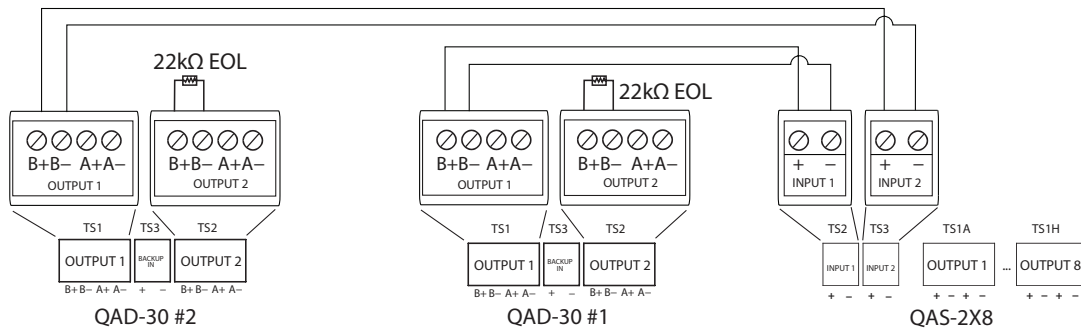 22kΩ EOL
22kΩ EOL
B+ B– A+ A–
OUTPUT 1
B+ B– A+ A–
OUTPUT 2
B+ B– A+ A–
OUTPUT 1
B+ B– A+ A–
OUTPUT 2
+ –
INPUT 1
+ –
INPUT 2
TS1 TS3 TS2
TS1 TS3 TS2
TS2 TS3 TS1A TS1H
OUTPUT 1
BACKUP
IN
OUTPUT 2
OUTPUT 1
BACKUP
IN
OUTPUT 2
INPUT 1
INPUT 2
OUTPUT 1
...
OUTPUT 8
B+ B– A+ A– + – B+ B– A+ A–
B+ B– A+ A– + – B+ B– A+ A–
+ – + – + – + – + – + –
QAD-30 #2
QAD-30 #1
QAS-2X8